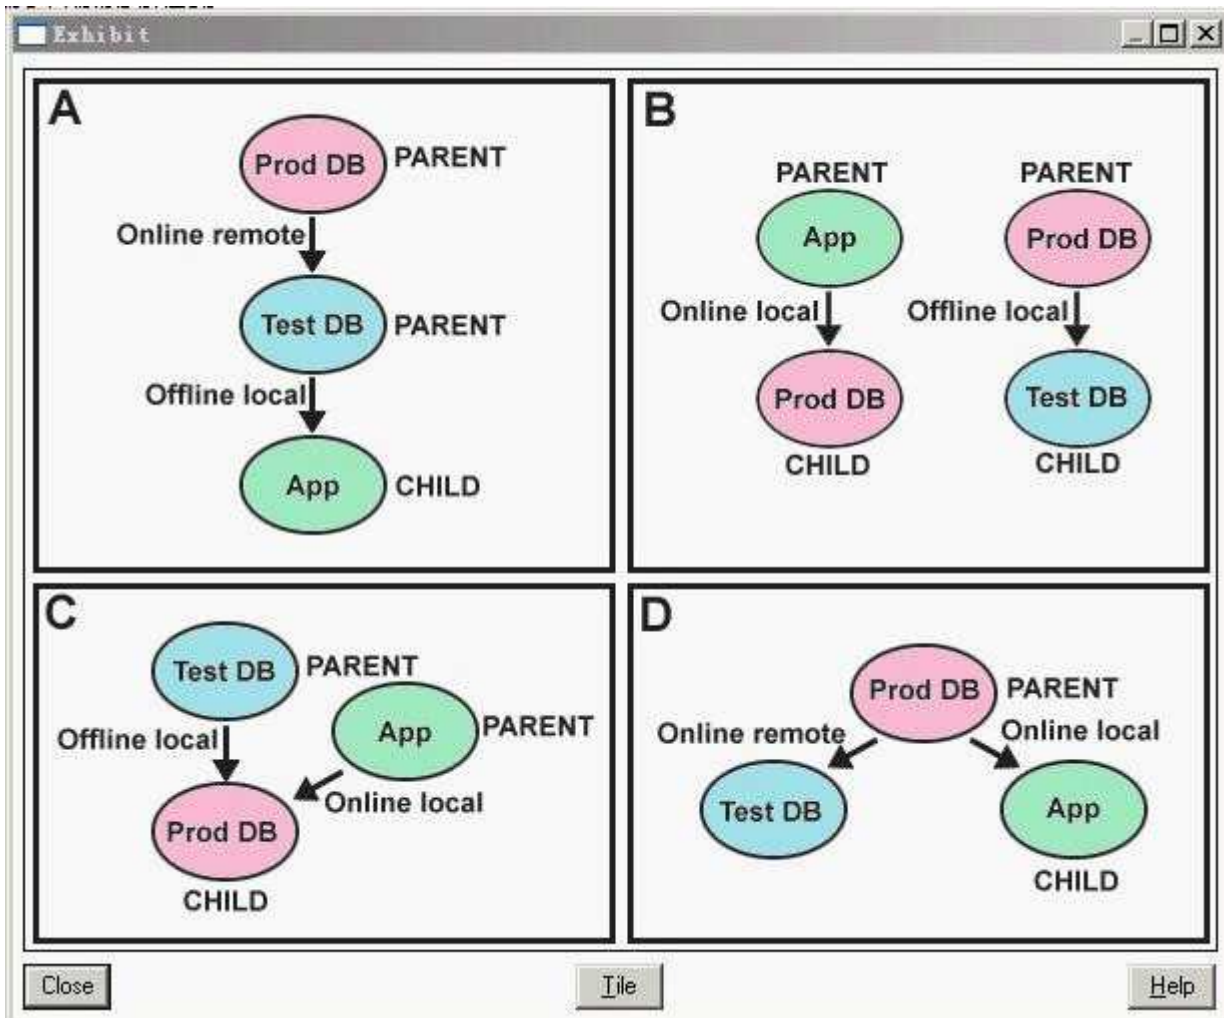 Exhibit
A
Prod DB
PARENT
Online remote
Test DB
PARENT
Offline local
App
CHILD
B
PARENT
PARENT
App
Prod DB
Online local
Offline local
Prod DB
Test DB
CHILD
CHILD
C
Test DB
PARENT
App
PARENT
Offline local
Online local
Prod DB
CHILD
D
Prod DB
PARENT
Online remote
Online local
Test DB
App
CHILD
Close
Tile
Help